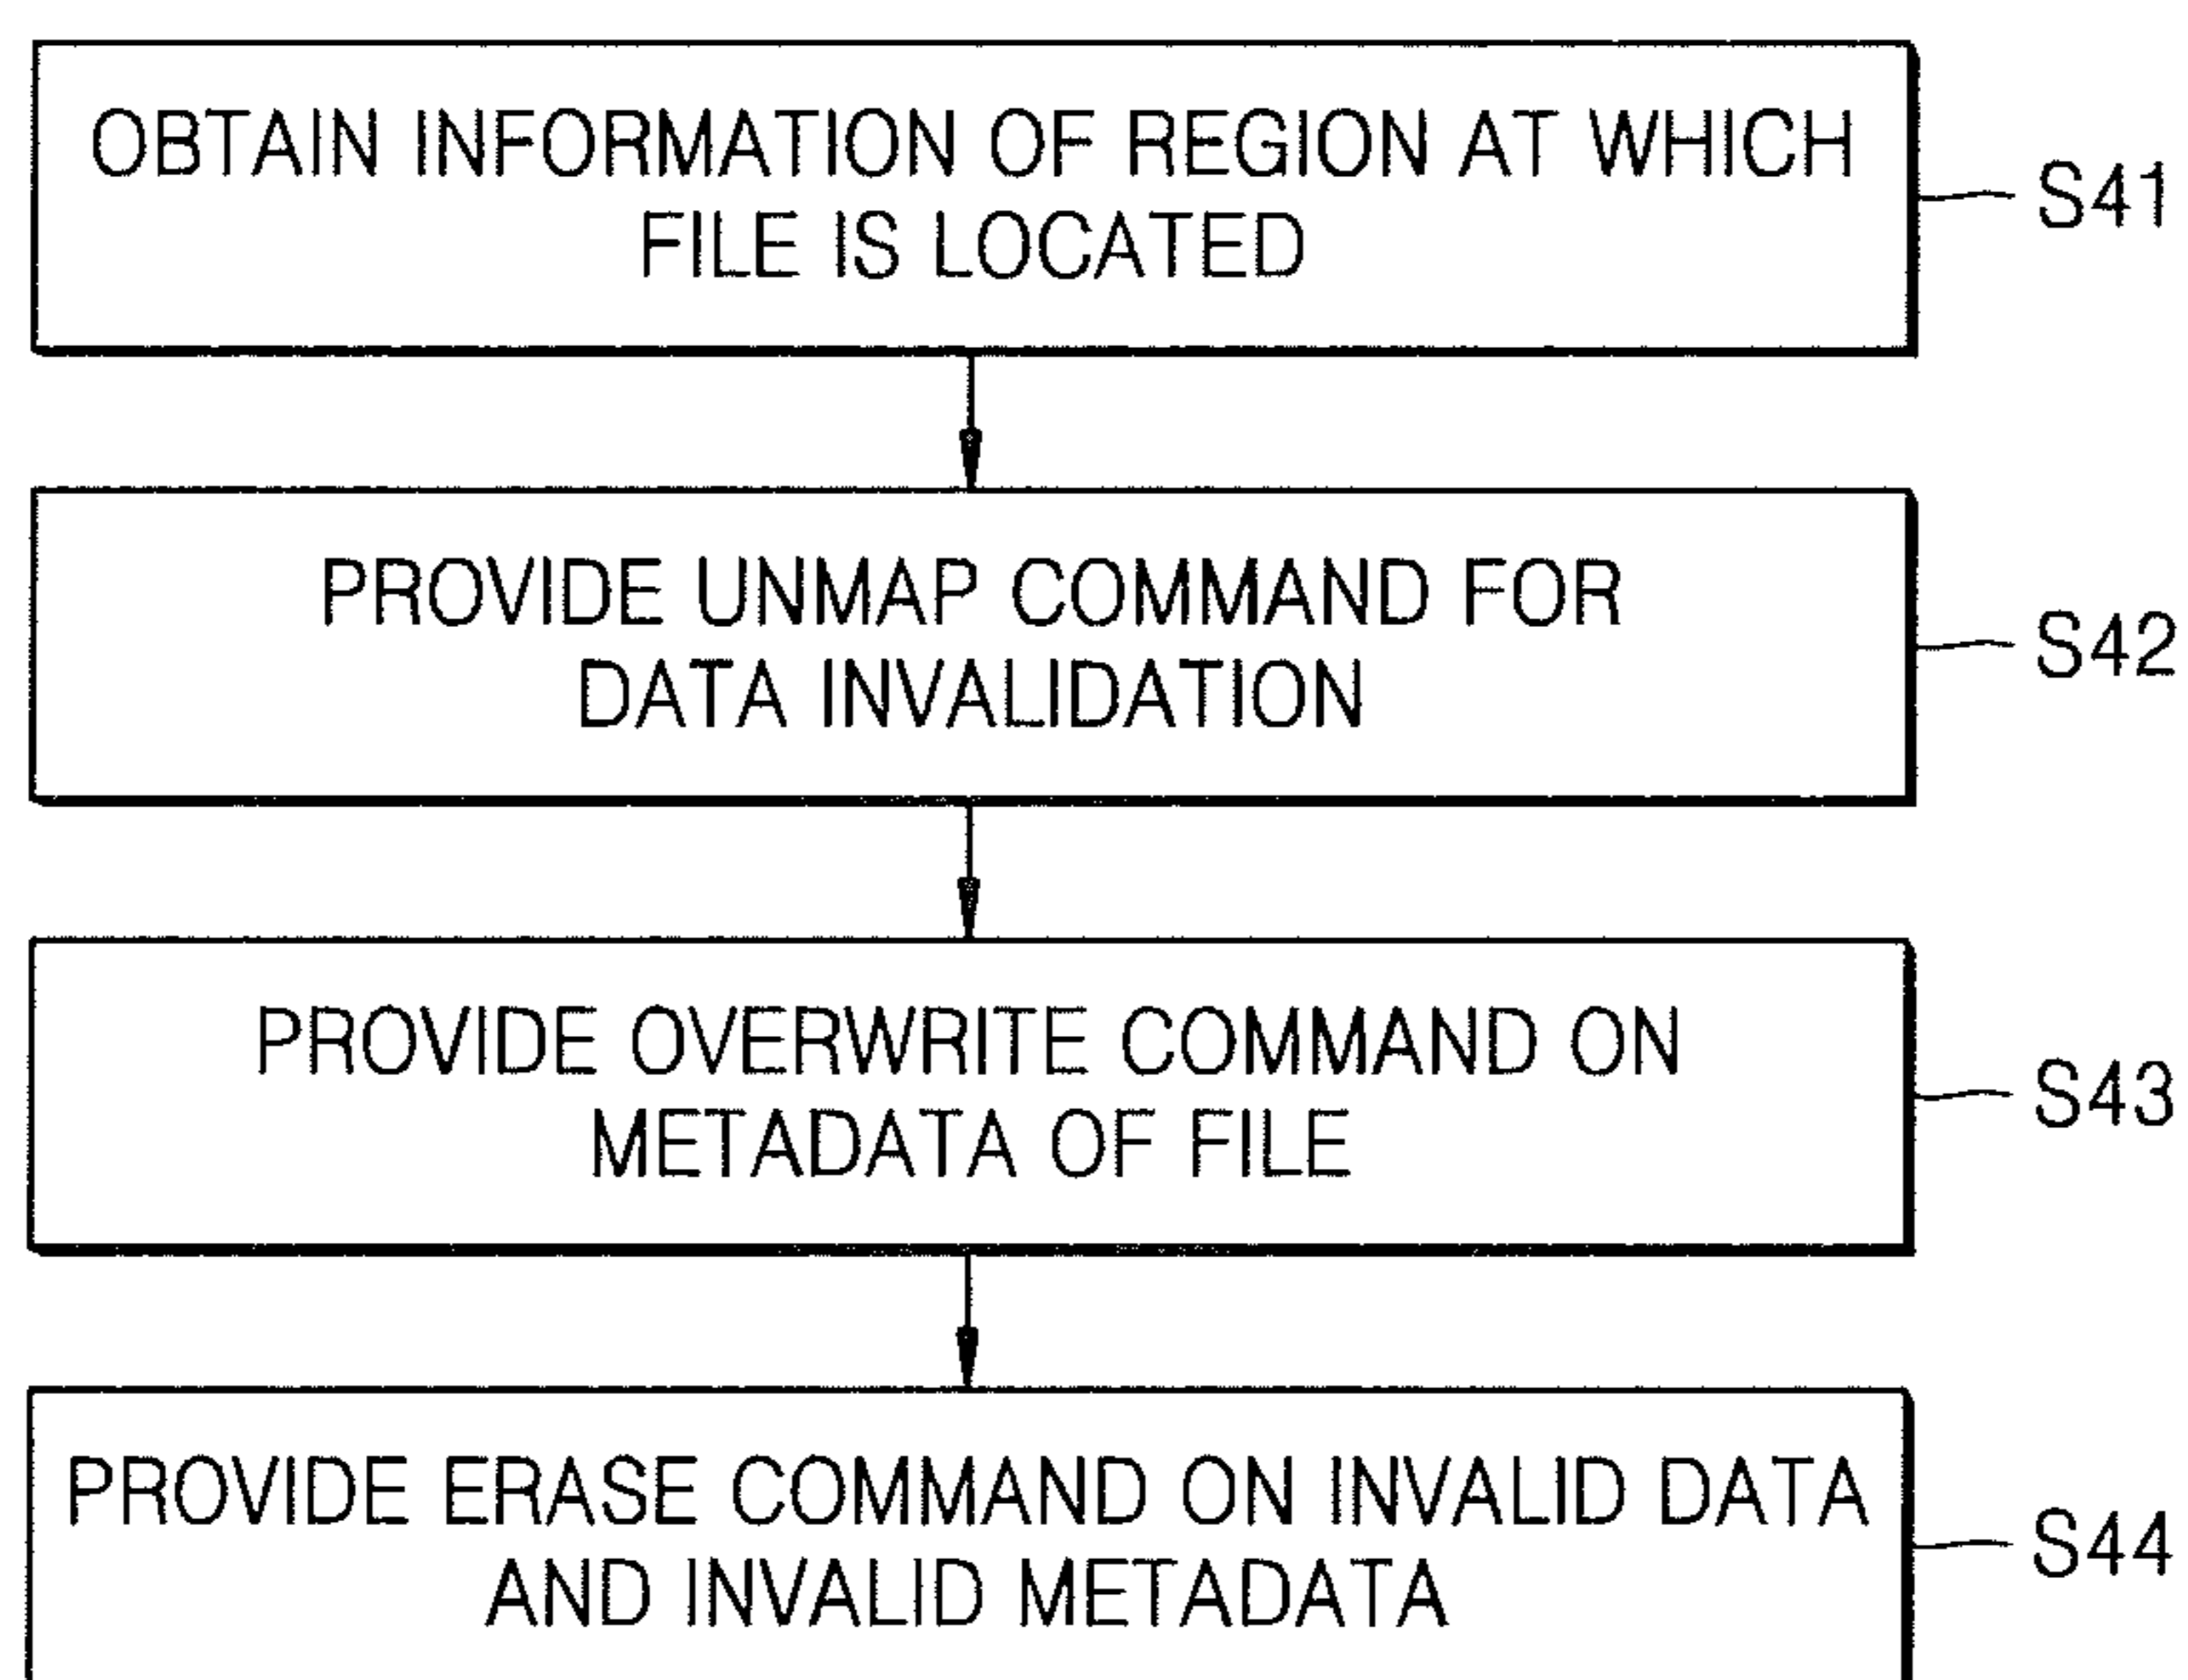 OBTAIN INFORMATION OF REGION AT WHICH
FILE IS LOCATED
S41
PROVIDE UNMAP COMMAND FOR
DATA INVALIDATION
S42
PROVIDE OVERWRITE COMMAND ON
METADATA OF FILE
S43
PROVIDE ERASE COMMAND ON INVALID DATA
AND INVALID METADATA
S44